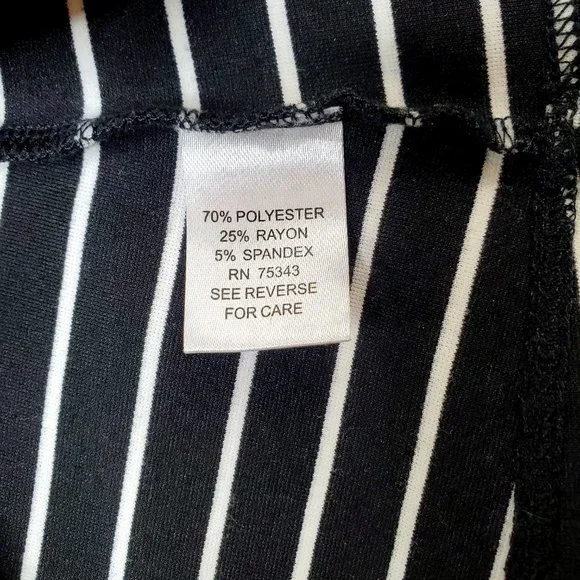 70% POLYESTER
25% RAYON
5% SPANDEX
RN 75343
SEE REVERSE
FOR CARE